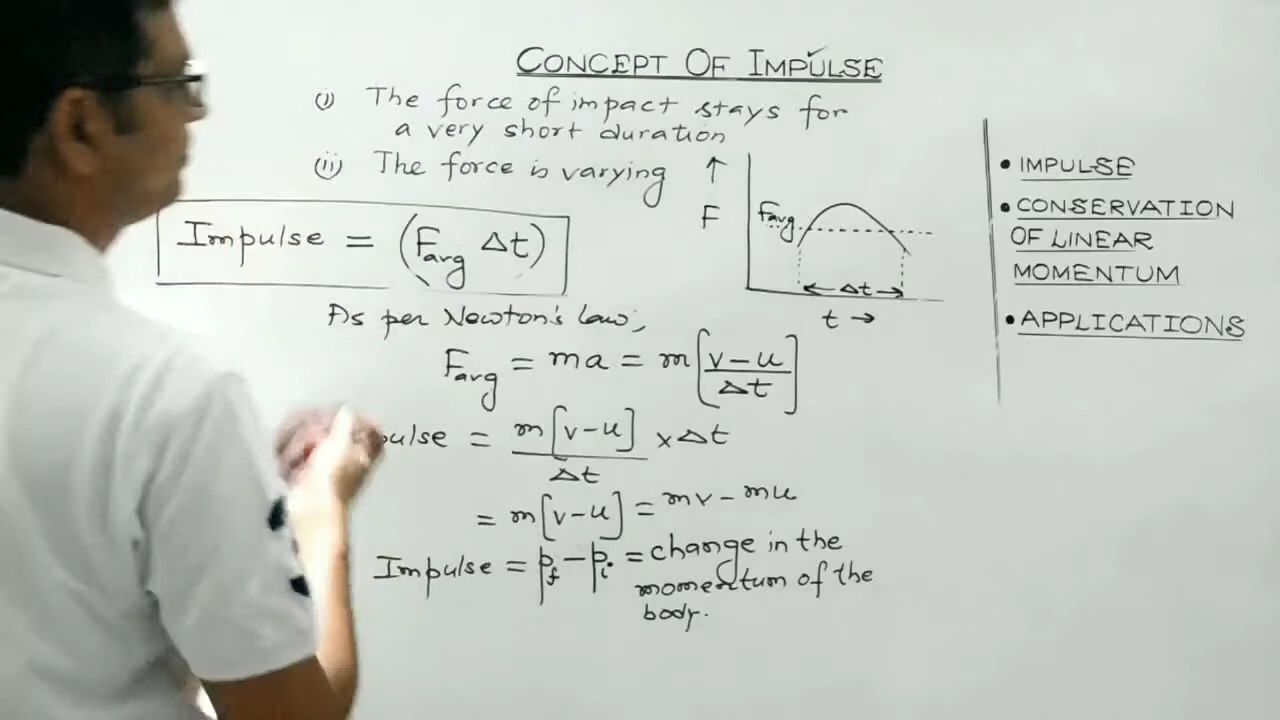 CONCEPT OF IMPULSE
(i) The force of impact stays for
a very short duration
(ii) The force is varying
Impulse = (Favg Δt)
↑
F
Favg
Δt
t →
As per Newton's law,
Favg = ma = m[v-u/Δt]
pulse = m[v-u]/Δt × Δt
= m[v-u] = mv - mu
Impulse = pf - pi = change in the
momentum of the
body.
• IMPULSE
• CONSERVATION
OF LINEAR
MOMENTUM
• APPLICATIONS